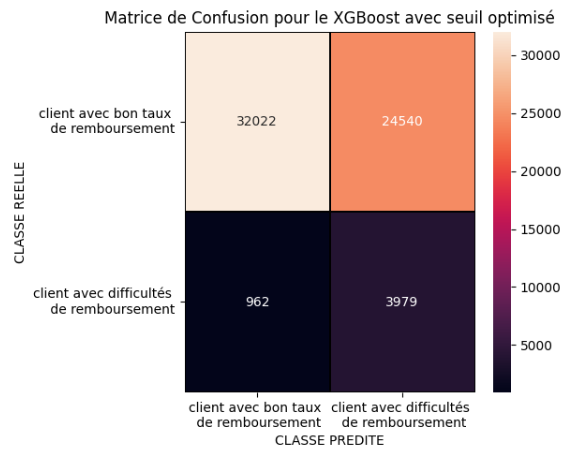 Matrice de Confusion pour le XGBoost avec seuil optimisé
CLASSE REELLE
client avec bon taux
de remboursement
32022
24540
client avec difficultés
de remboursement
962
3979
client avec bon taux
de remboursement
client avec difficultés
de remboursement
CLASSE PREDITE
30000
25000
20000
15000
10000
5000